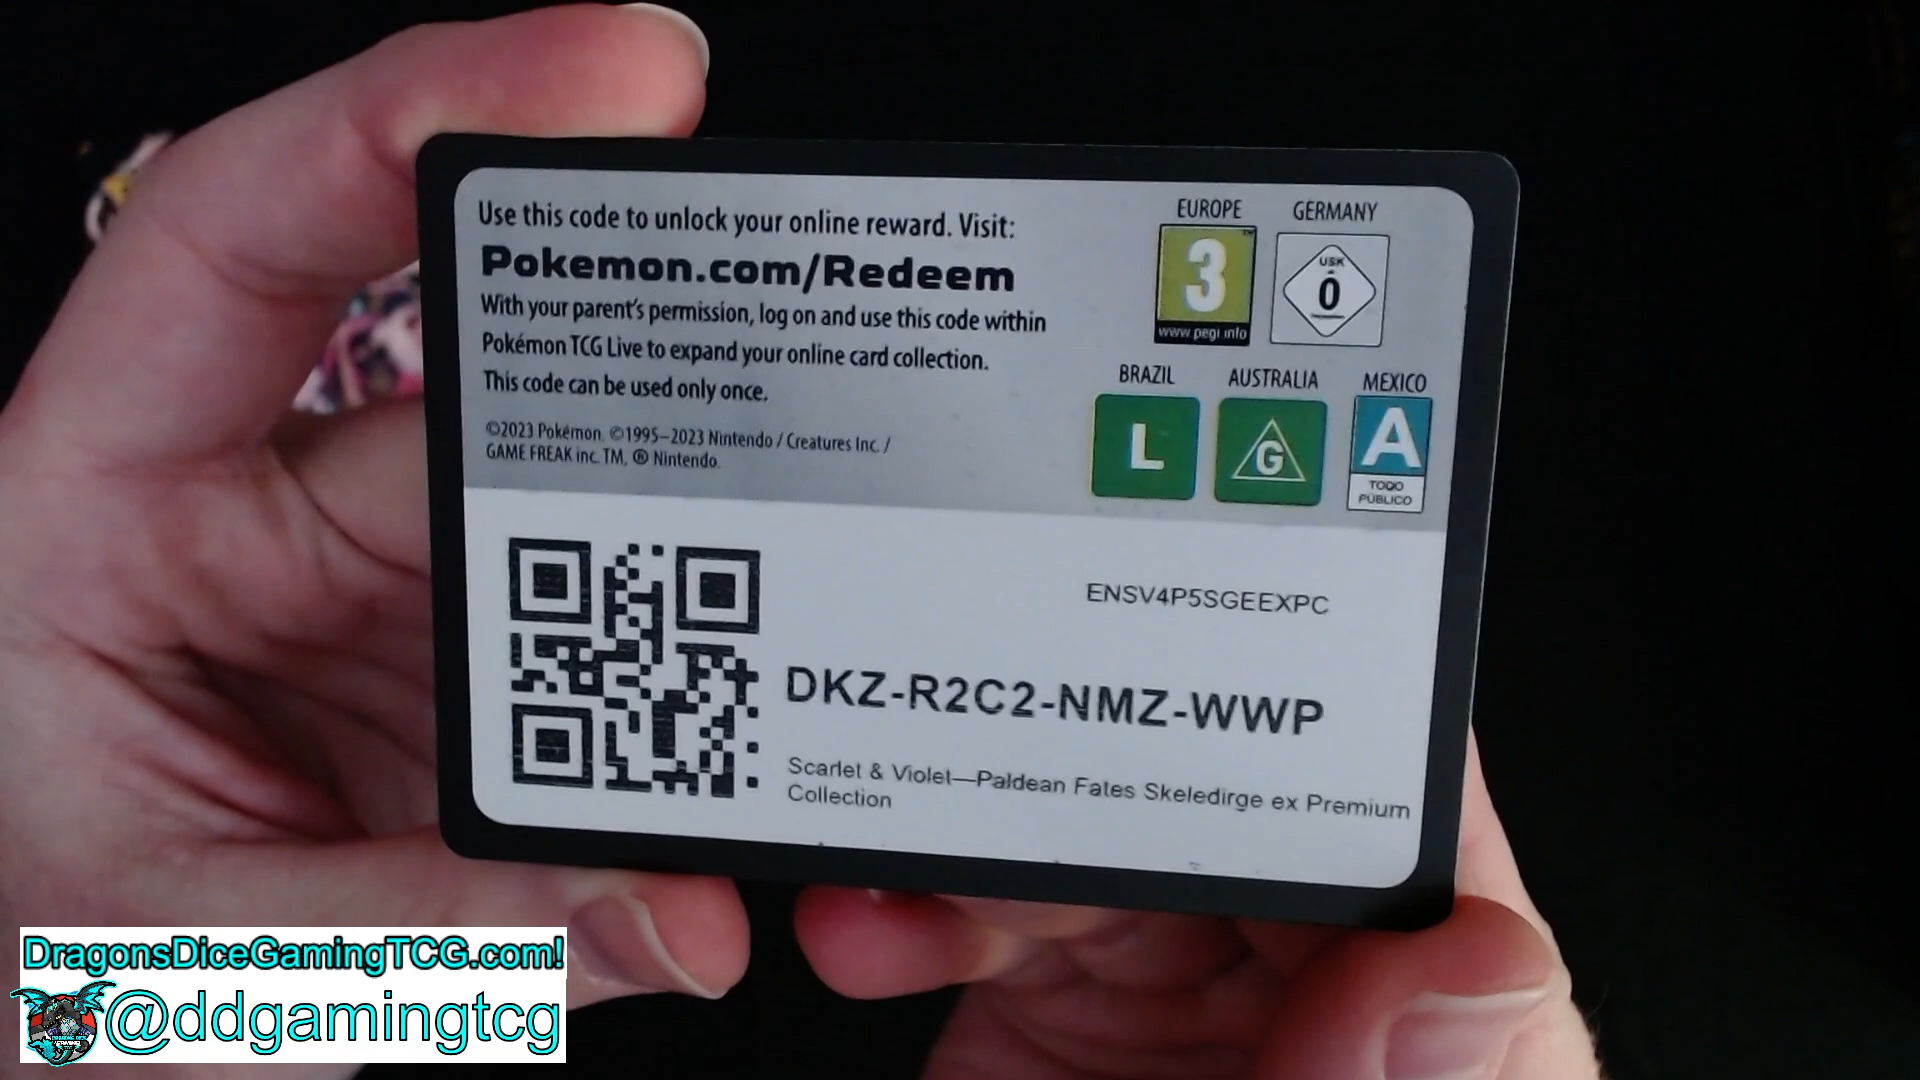 Use this code to unlock your online reward. Visit:
Pokemon.com/Redeem
With your parent's permission, log on and use this code within
Pokémon TCG Live to expand your online card collection.
This code can be used only once.
©2023 Pokémon. ©1995–2023 Nintendo / Creatures Inc. /
GAME FREAK inc. TM, ® Nintendo.
EUROPE
3
www.pegi.info
GERMANY
USK
0
BRAZIL
L
AUSTRALIA
G
MEXICO
A
TODO
PÚBLICO
ENSV4P5SGEEXPC
DKZ-R2C2-NMZ-WWP
Scarlet & Violet—Paldean Fates Skeledirge ex Premium
Collection
DragonsDiceGamingTCG.com!
@ddgamingtcg